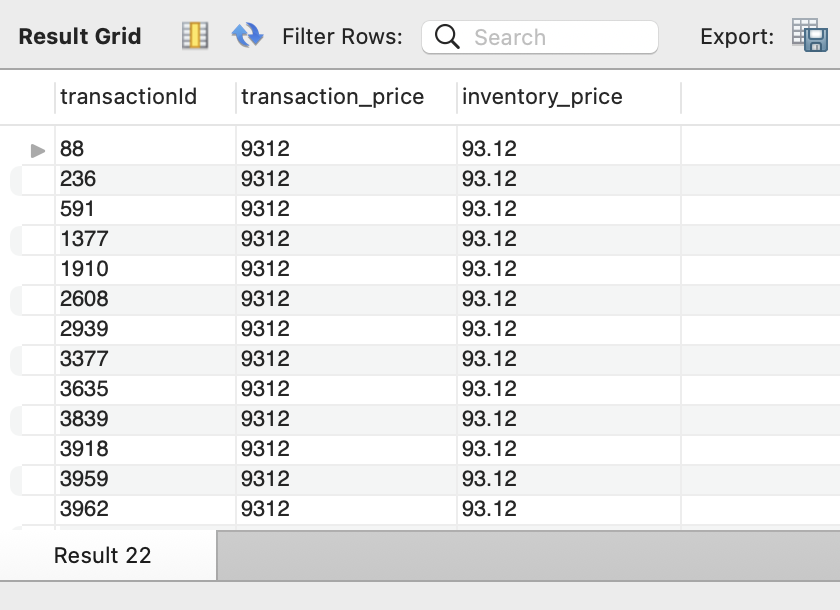 Result Grid Filter Rows: Search Export:
transactionId transaction_price inventory_price
88 9312 93.12
236 9312 93.12
591 9312 93.12
1377 9312 93.12
1910 9312 93.12
2608 9312 93.12
2939 9312 93.12
3377 9312 93.12
3635 9312 93.12
3839 9312 93.12
3918 9312 93.12
3959 9312 93.12
3962 9312 93.12
Result 22